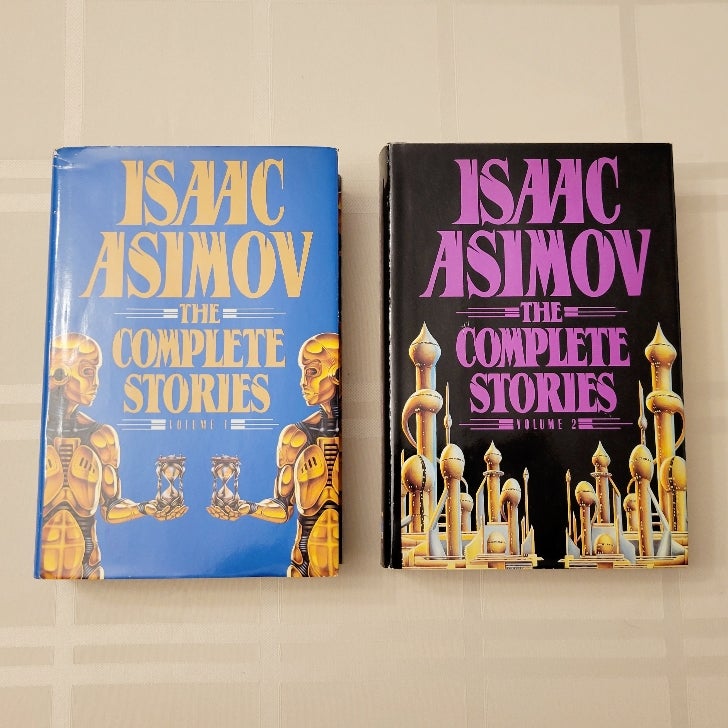 ISAAC
ASIMOV
THE
COMPLETE
STORIES
VOLUME 1
ISAAC
ASIMOV
THE
COMPLETE
STORIES
VOLUME 2